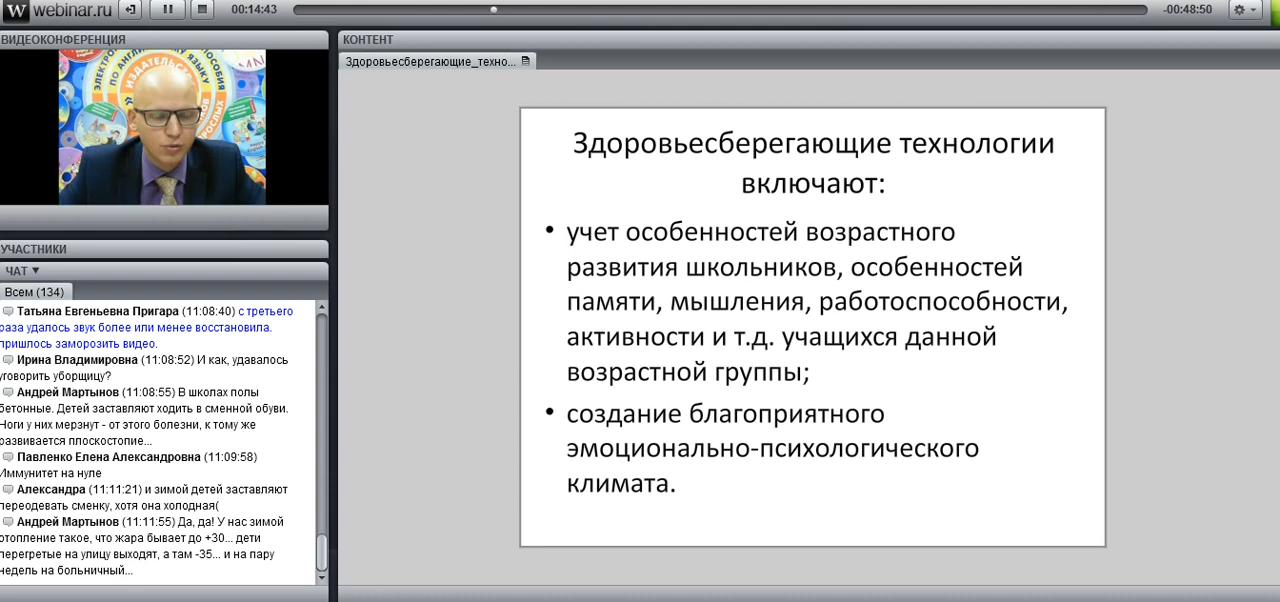 W webinar.ru
00:14:43
-00:48:50
ВИДЕОКОНФЕРЕНЦИЯ
ЭЛЕКТРО
ПО АНГЛИ
ЯЗЫКУ
ПОСОБИЯ
ИЗДАТЕЛЬС
УЧАСТНИКИ
ЧАТ ▼
Всем (134)
Татьяна Евгеньевна Пригара (11:08:40) с третьего
раза удалось звук более или менее восстановила.
пришлось заморозить видео.
Ирина Владимировна (11:08:52) И как, удавалось
уговорить уборщицу?
Андрей Мартынов (11:08:55) В школах полы
бетонные. Детей заставляют ходить в сменной обуви.
Ноги у них мерзнут - от этого болезни, к тому же
развивается плоскостопие...
Павленко Елена Александровна (11:09:58)
Иммунитет на нуле
Александра (11:11:21) и зимой детей заставляют
переодевать сменку, хотя она холодная(
Андрей Мартынов (11:11:55) Да, да! У нас зимой
отопление такое, что жара бывает до +30... дети
перегретые на улицу выходят, а там -35... и на пару
недель на больничный...
КОНТЕНТ
Здоровьесберегающие_техно...
Здоровьесберегающие технологии
включают:
• учет особенностей возрастного
развития школьников, особенностей
памяти, мышления, работоспособности,
активности и т.д. учащихся данной
возрастной группы;
• создание благоприятного
эмоционально-психологического
климата.